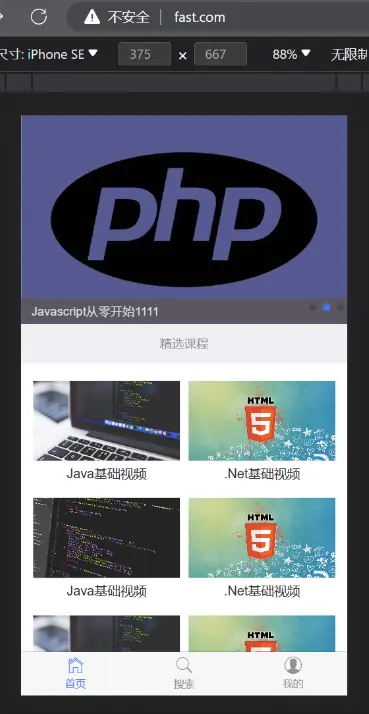 不安全 | fast.com
尺寸: iPhone SE 375 × 667 88% 无限制
php
Javascript从零开始1111
精选课程
HTML
5
Java基础视频 .Net基础视频
HTML
5
Java基础视频 .Net基础视频
HTML
5
首页 搜索 我的